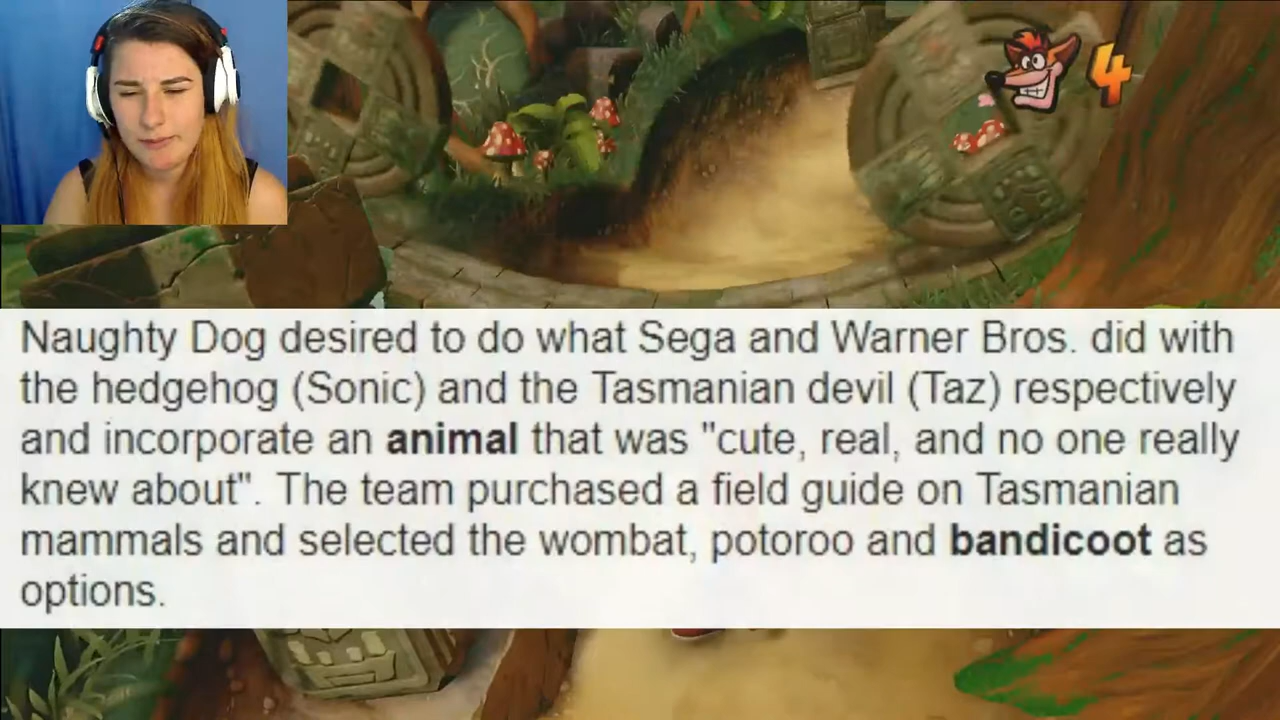 4
Naughty Dog desired to do what Sega and Warner Bros. did with
the hedgehog (Sonic) and the Tasmanian devil (Taz) respectively
and incorporate an animal that was "cute, real, and no one really
knew about". The team purchased a field guide on Tasmanian
mammals and selected the wombat, potoroo and bandicoot as
options.